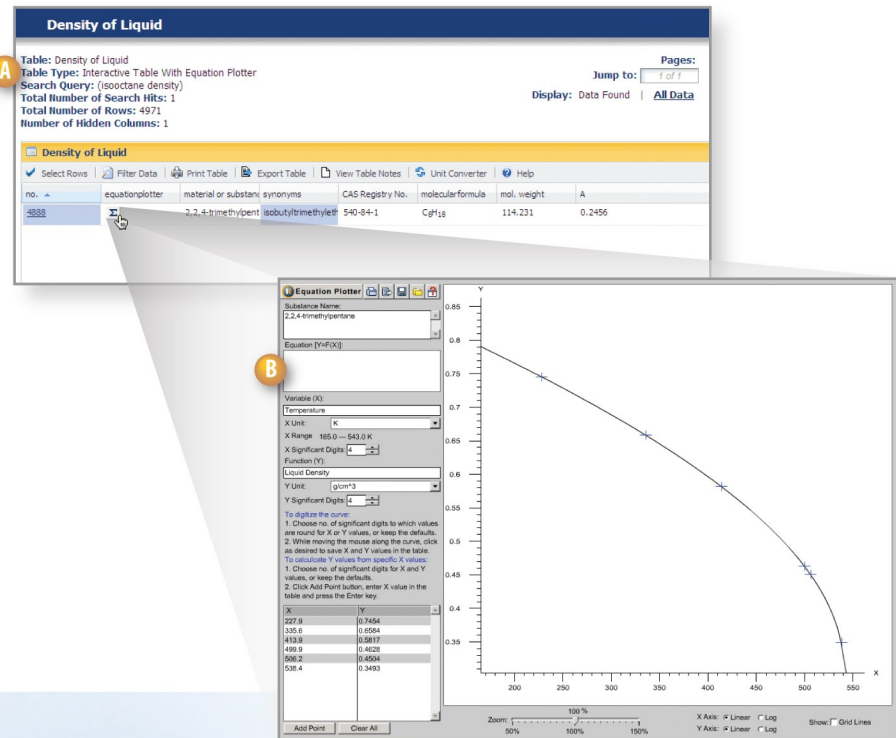 Density of Liquid
A
Table: Density of Liquid
Table Type: Interactive Table With Equation Plotter
Search Query: (isooctane density)
Total Number of Search Hits: 1
Total Number of Rows: 4971
Number of Hidden Columns: 1
Pages:
Jump to: 1 of 1
Display: Data Found | All Data
Density of Liquid
Select Rows | Filter Data | Print Table | Export Table | View Table Notes | Unit Converter | Help
no. equationplotter material or substanc synonyms CAS Registry No. molecularformula mol. weight A
4888 Σ 2,2,4-trimethylpent isobutyltrimethyleth 540-84-1 C8H18 114.231 0.2456
B
Equation Plotter
Substance Name:
2,2,4-trimethylpentane
Equation [Y=F(X)]:
Variable (X):
Temperature
X Unit: K
X Range 165.0 — 543.0 K
X Significant Digits: 4
Function (Y):
Liquid Density
Y Unit: g/cm^3
Y Significant Digits: 4
To digitize the curve:
1. Choose no. of significant digits to which values
are round for X or Y values, or keep the defaults.
2. While moving the mouse along the curve, click
as desired to save X and Y values in the table.
To calculate Y values from specific X values:
1. Choose no. of significant digits for X and Y
values, or keep the defaults.
2. Click Add Point button, enter X value in the
table and press the Enter key.
X Y
227.9 0.7454
335.6 0.6584
413.9 0.5817
499.9 0.4628
506.2 0.4504
538.4 0.3493
Add Point Clear All
Y
0.85
0.8
0.75
0.7
0.65
0.6
0.55
0.5
0.45
0.4
0.35
X
200 250 300 350 400 450 500 550
100 %
Zoom:
50% 100% 150%
X Axis: Linear Log
Y Axis: Linear Log
Show: Grid Lines